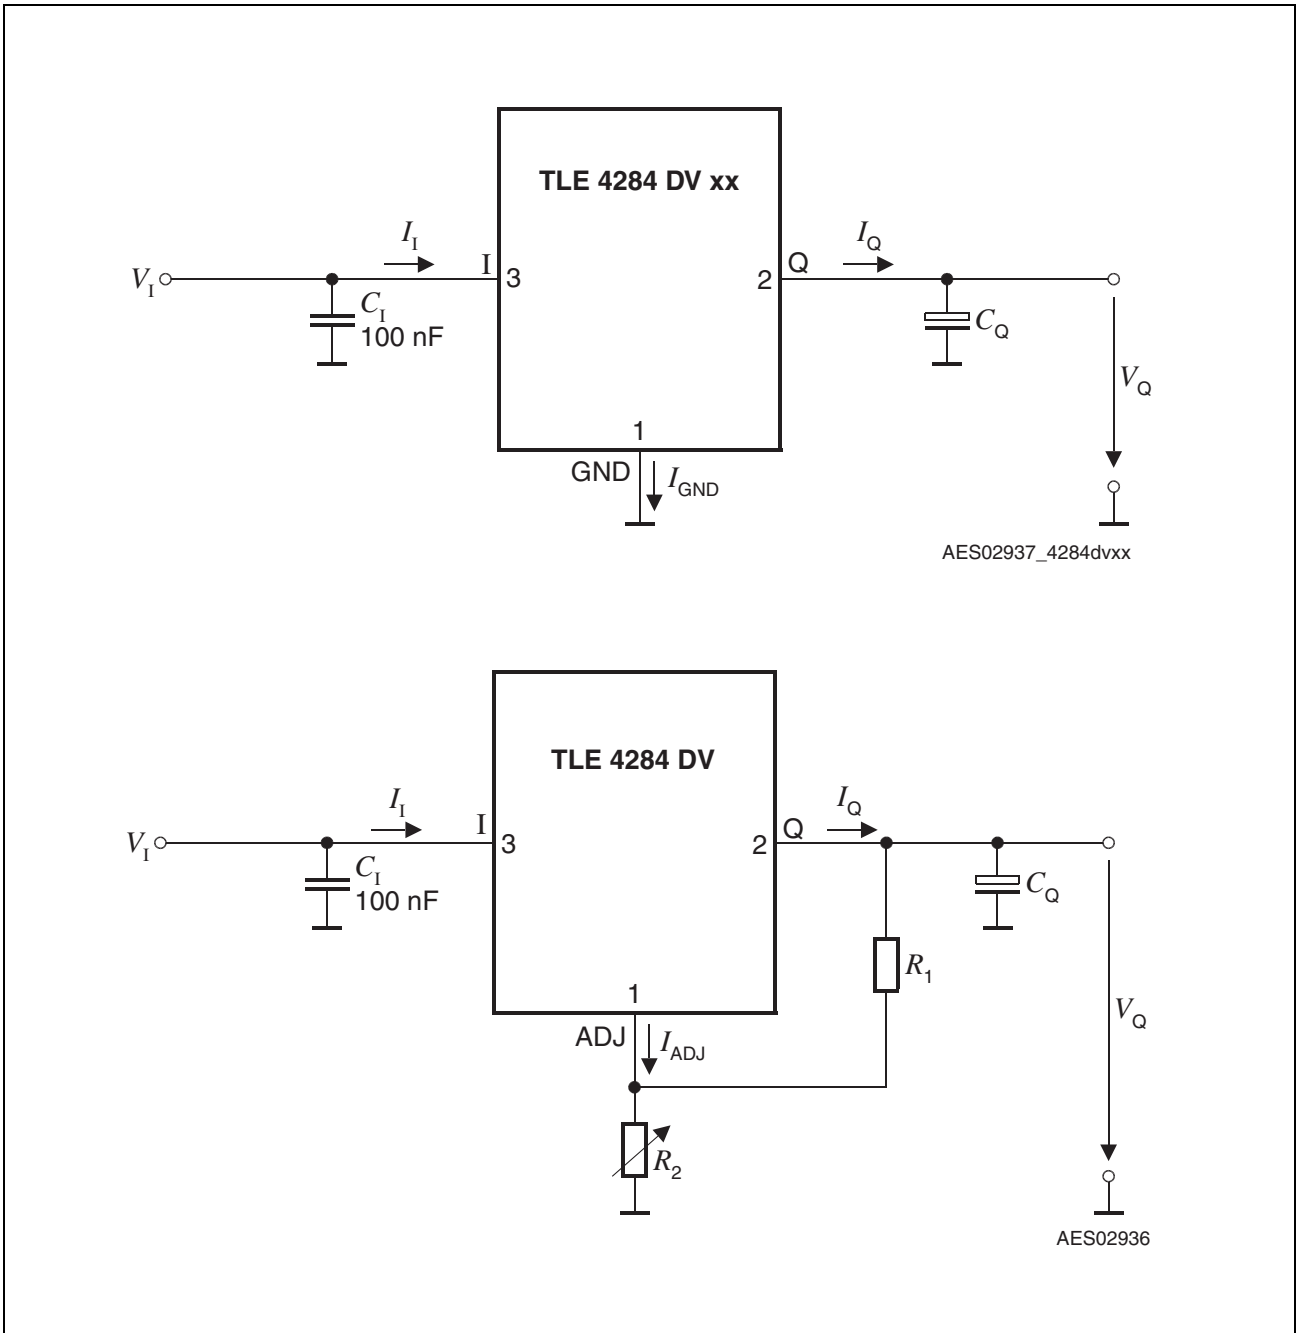 TLE 4284 DV xx
I_I
I_Q
V_I
I
3
2
Q
C_I
100 nF
C_Q
V_Q
1
GND
I_GND
AES02937_4284dvxx
TLE 4284 DV
I_I
I_Q
V_I
I
3
2
Q
C_I
100 nF
C_Q
R_1
1
V_Q
ADJ
I_ADJ
R_2
AES02936